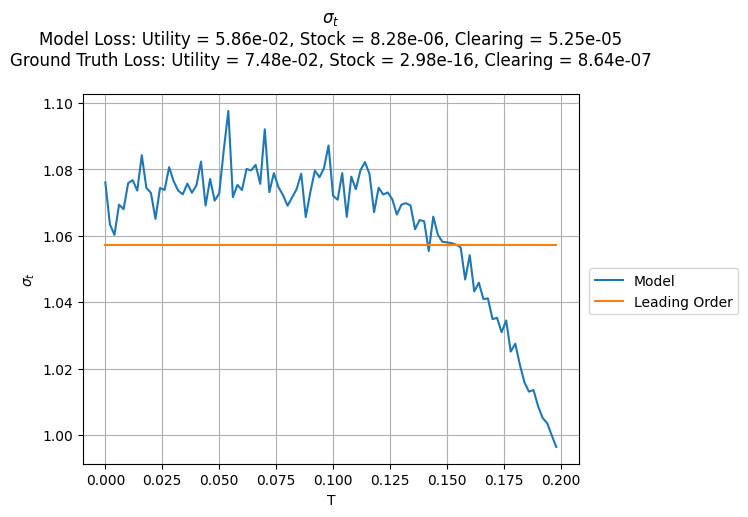 σ_t
Model Loss: Utility = 5.86e-02, Stock = 8.28e-06, Clearing = 5.25e-05
Ground Truth Loss: Utility = 7.48e-02, Stock = 2.98e-16, Clearing = 8.64e-07
1.10
1.08
1.06
1.04
1.02
1.00
σ_t
0.000 0.025 0.050 0.075 0.100 0.125 0.150 0.175 0.200
T
Model
Leading Order